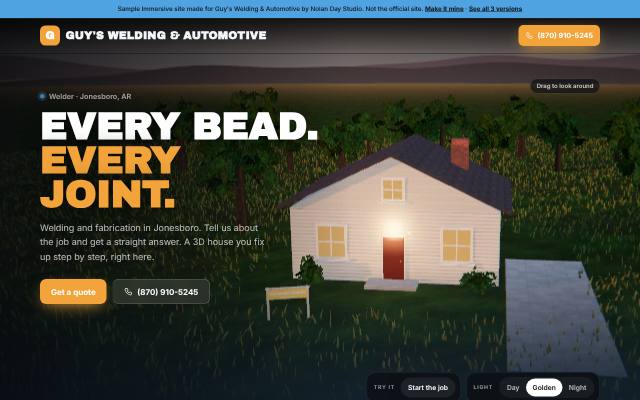 Sample Immersive site made for Guy's Welding & Automotive by Nolan Day Studio. Not the official site. Make it mine · See all 3 versions
G GUY'S WELDING & AUTOMOTIVE
(870) 910-5245
Drag to look around
Welder · Jonesboro, AR
EVERY BEAD.
EVERY
JOINT.
Welding and fabrication in Jonesboro. Tell us about
the job and get a straight answer. A 3D house you fix
up step by step, right here.
Get a quote
(870) 910-5245
TRY IT Start the job
LIGHT Day Golden Night